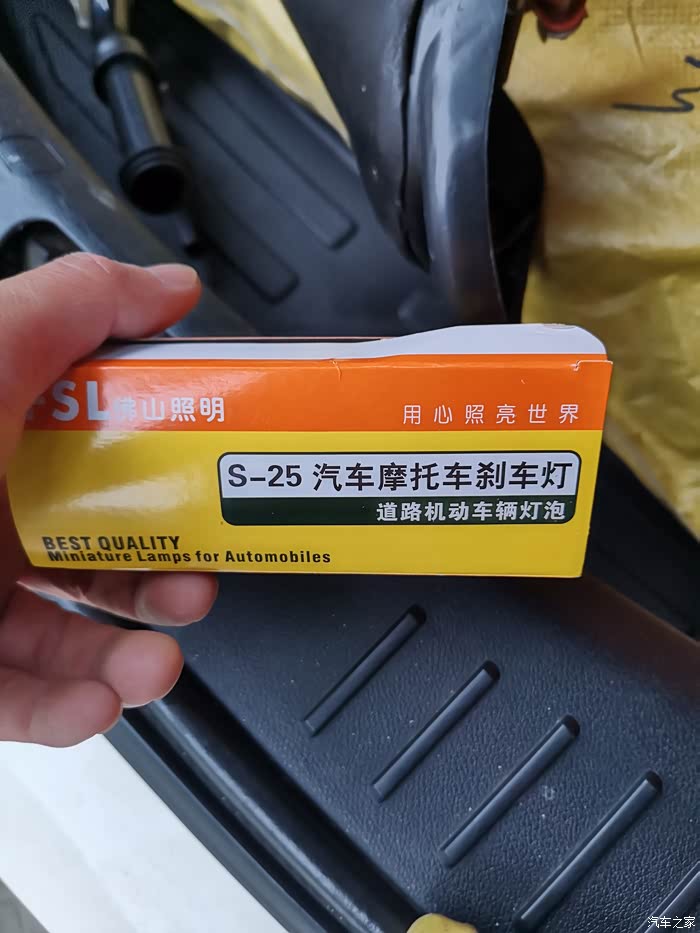 FSL佛山照明
用心照亮世界
S-25 汽车摩托车刹车灯
道路机动车辆灯泡
BEST QUALITY
Miniature Lamps for Automobiles
汽车之家